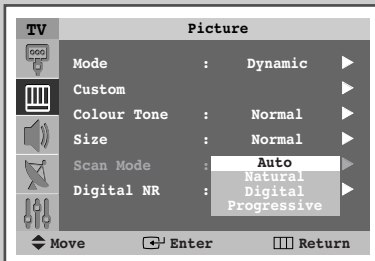 TV Picture
Mode : Dynamic
Custom
Colour Tone : Normal
Size : Normal
Scan Mode : Auto
Natural
Digital NR : Digital
Progressive
Move Enter Return